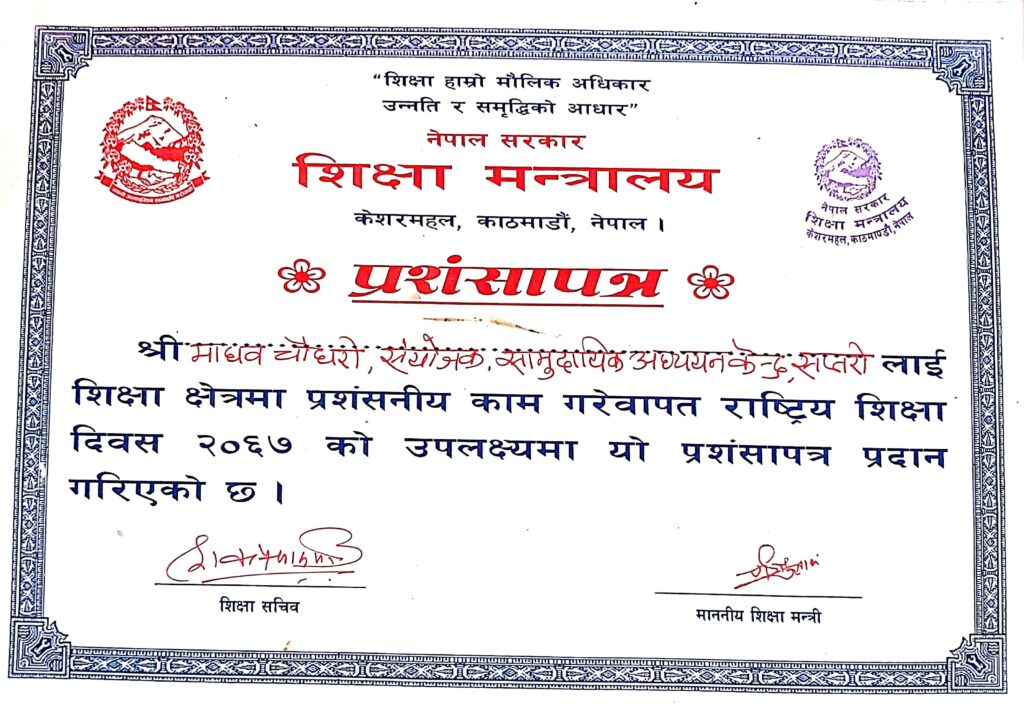 “शिक्षा हाम्रो मौलिक अधिकार
उन्नति र समृद्धिको आधार”
नेपाल सरकार
शिक्षा मन्त्रालय
केशरमहल, काठमाडौं, नेपाल ।
नेपाल सरकार
शिक्षा मन्त्रालय
केशरमहल, काठमाण्डौं, नेपाल
प्रशंसापत्र
श्री माधव चौधरी, संयोजक, सामुदायिक अध्ययन केन्द्र, सप्तरी लाई
शिक्षा क्षेत्रमा प्रशंसनीय काम गरेवापत राष्ट्रिय शिक्षा
दिवस २०६७ को उपलक्ष्यमा यो प्रशंसापत्र प्रदान
गरिएको छ ।
शिक्षा सचिव
माननीय शिक्षा मन्त्री